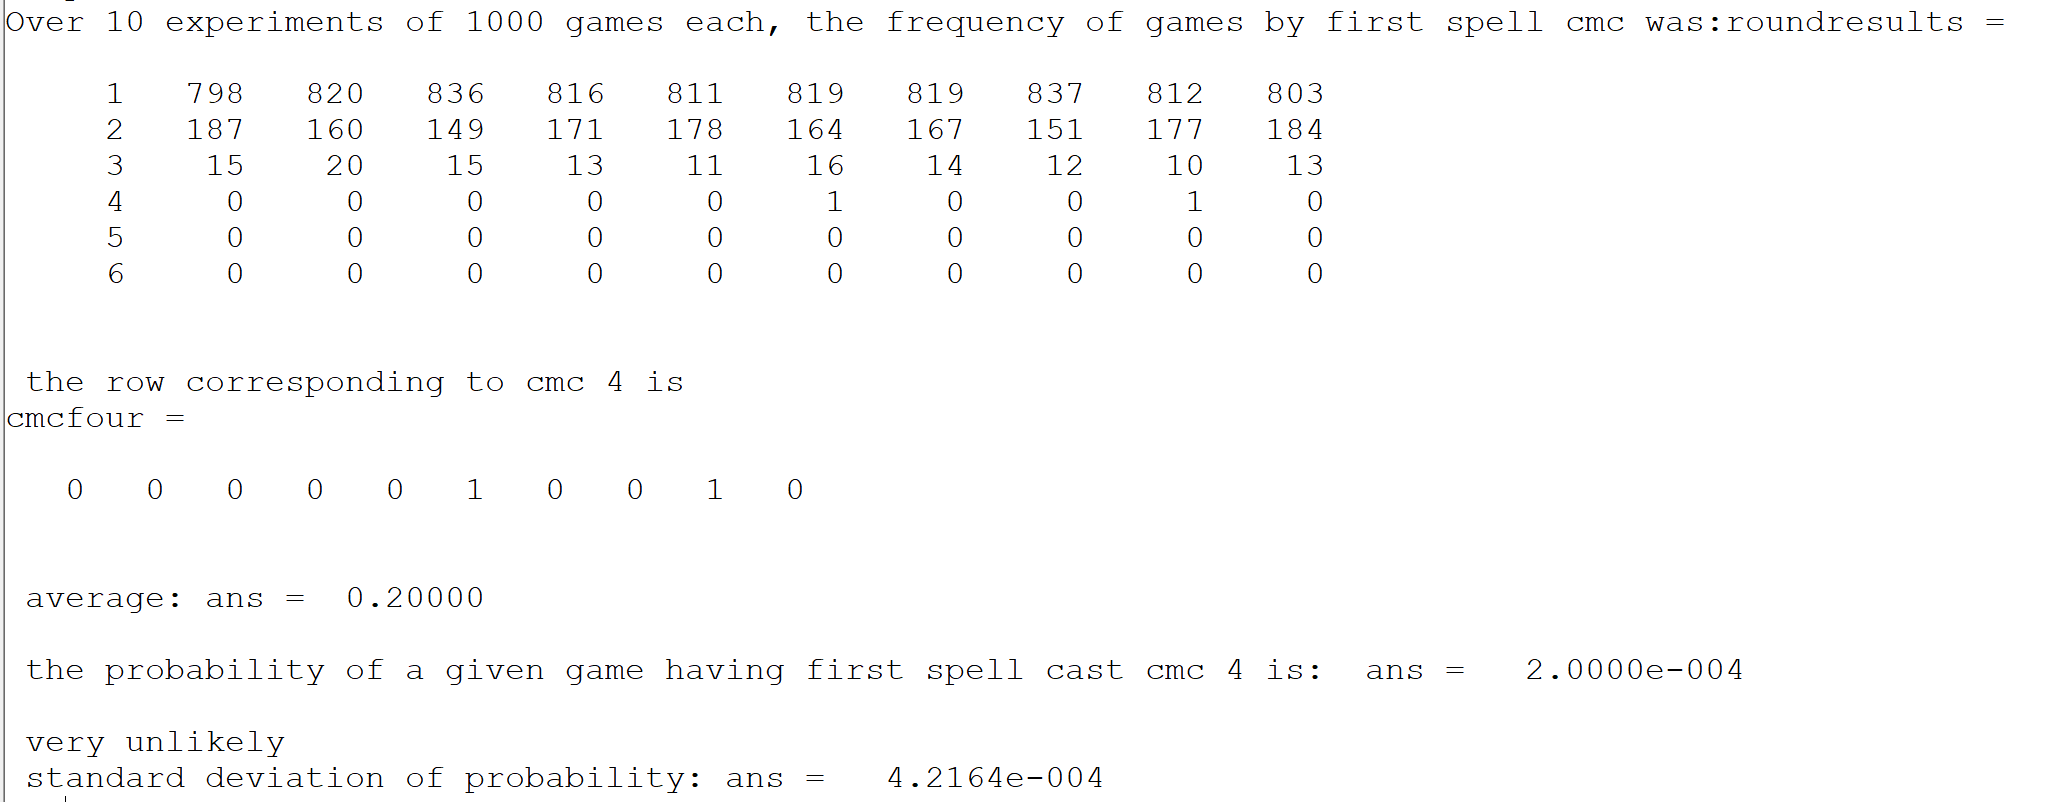 Over 10 experiments of 1000 games each, the frequency of games by first spell cmc was:roundresults =
1 798 820 836 816 811 819 819 837 812 803
2 187 160 149 171 178 164 167 151 177 184
3 15 20 15 13 11 16 14 12 10 13
4 0 0 0 0 0 1 0 0 1 0
5 0 0 0 0 0 0 0 0 0 0
6 0 0 0 0 0 0 0 0 0 0
the row corresponding to cmc 4 is
cmcfour =
0 0 0 0 0 1 0 0 1 0
average: ans = 0.20000
the probability of a given game having first spell cast cmc 4 is: ans = 2.0000e-004
very unlikely
standard deviation of probability: ans = 4.2164e-004